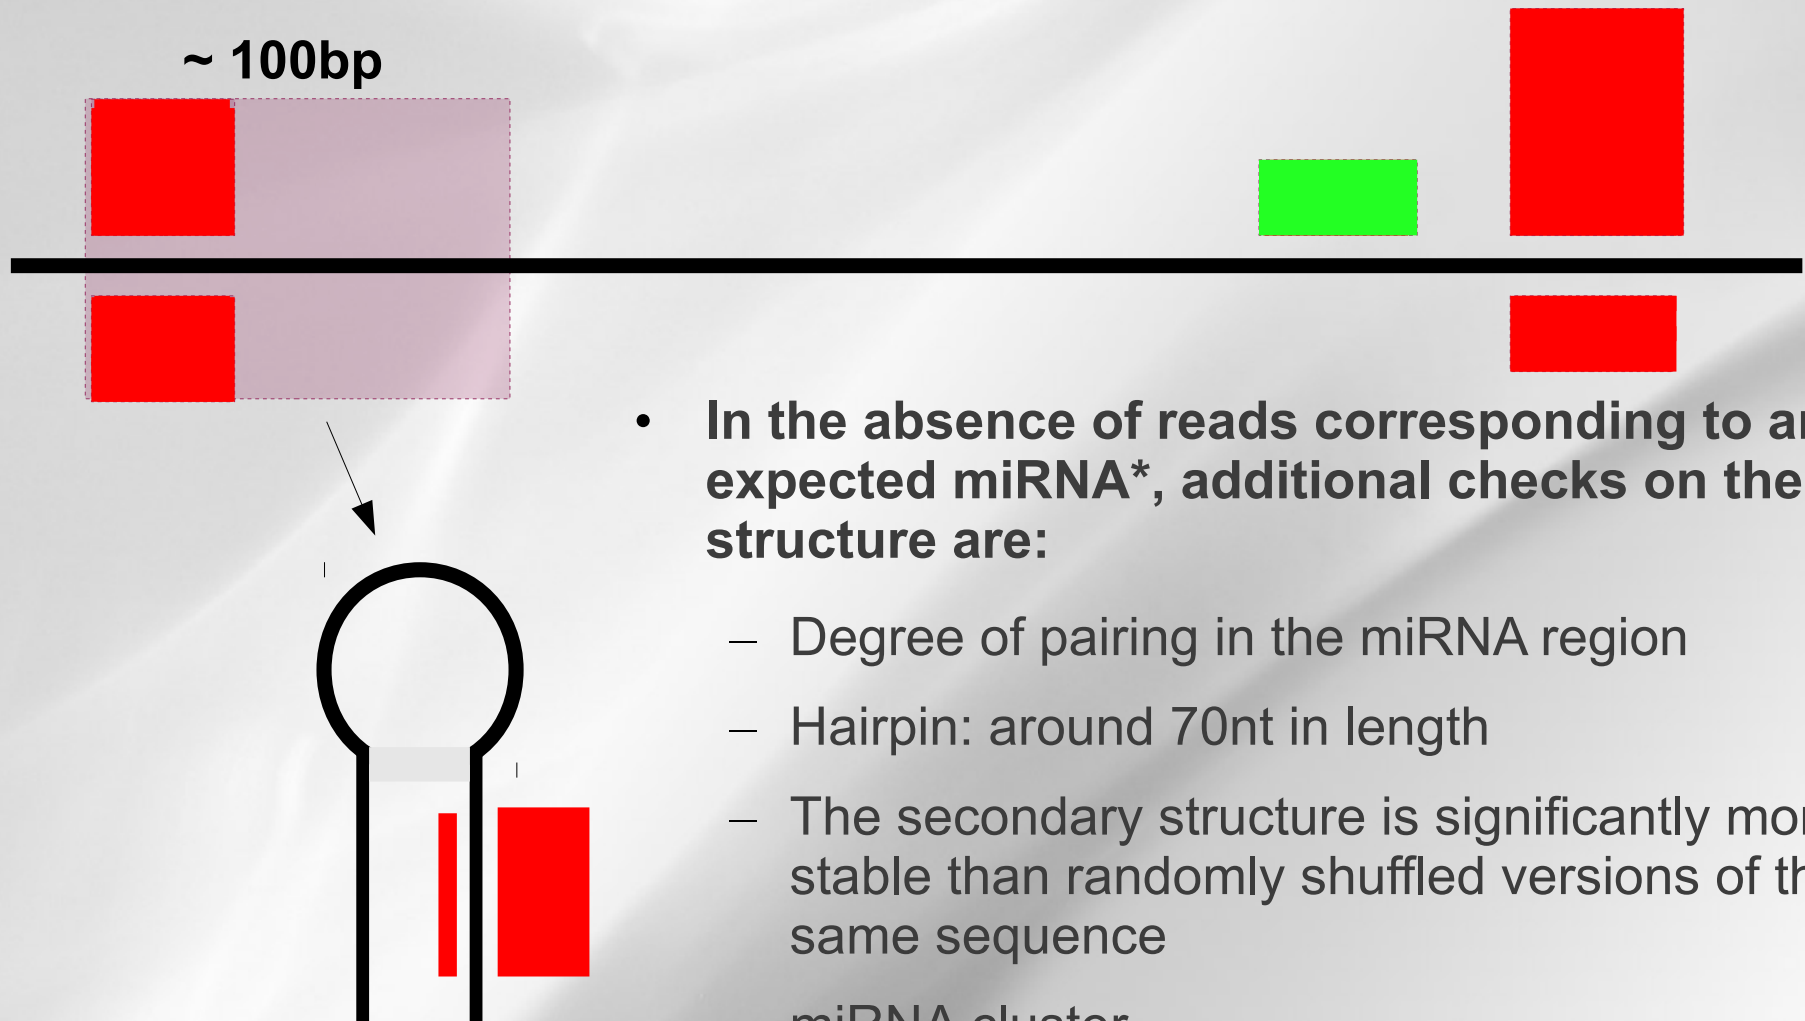 ~ 100bp
• In the absence of reads corresponding to
expected miRNA*, additional checks on the
structure are:
– Degree of pairing in the miRNA region
– Hairpin: around 70nt in length
– The secondary structure is significantly
stable than randomly shuffled versions of
same sequence
miRNA cluster